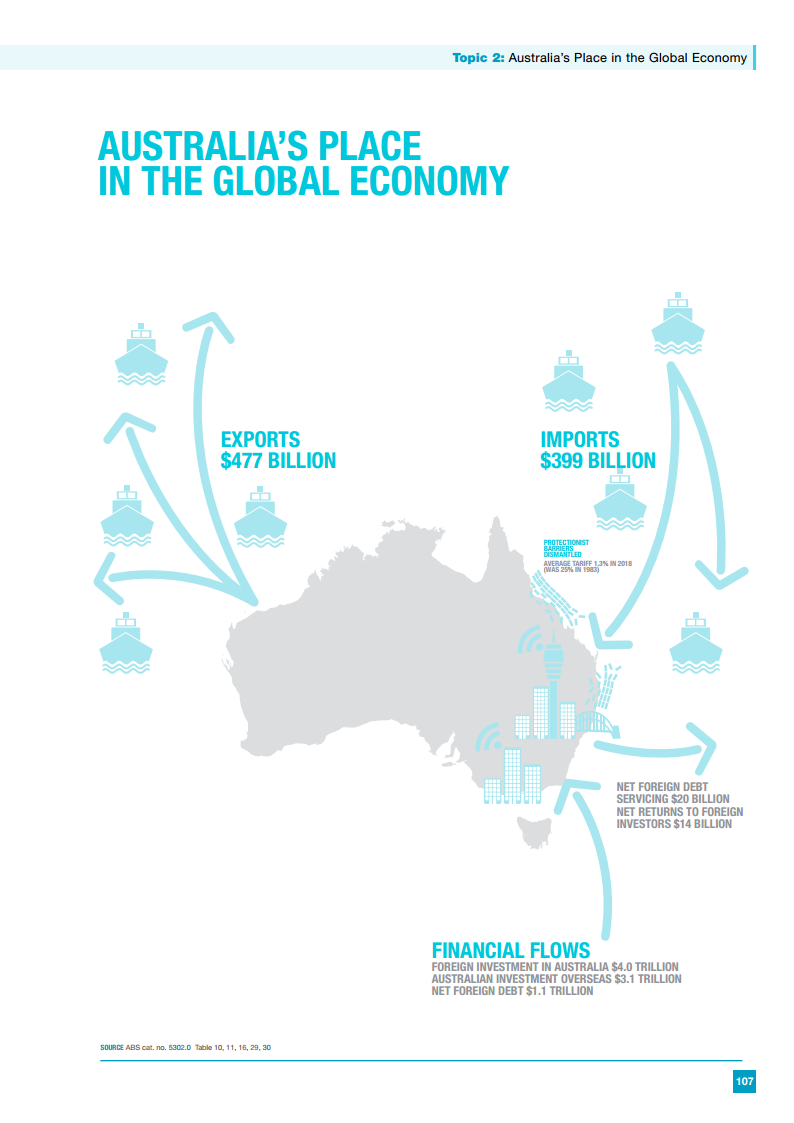 Topic 2: Australia’s Place in the Global Economy
AUSTRALIA’S PLACE
IN THE GLOBAL ECONOMY
EXPORTS
$477 BILLION
IMPORTS
$399 BILLION
PROTECTIONIST
BARRIERS
DISMANTLED
AVERAGE TARIFF 1.3% IN 2018
(WAS 25% IN 1983)
NET FOREIGN DEBT
SERVICING $20 BILLION
NET RETURNS TO FOREIGN
INVESTORS $14 BILLION
FINANCIAL FLOWS
FOREIGN INVESTMENT IN AUSTRALIA $4.0 TRILLION
AUSTRALIAN INVESTMENT OVERSEAS $3.1 TRILLION
NET FOREIGN DEBT $1.1 TRILLION
SOURCE ABS cat. no. 5302.0 Table 10, 11, 16, 29, 30
107